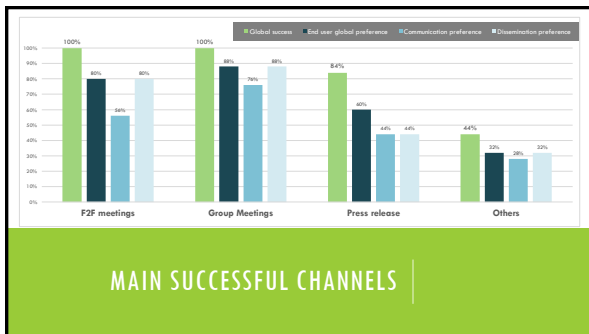 Global success End user global preference Communication preference Dissemination preference
100%
90%
80%
70%
60%
50%
40%
30%
20%
10%
0%
100% 80% 56% 80%
100% 88% 76% 88%
84% 60% 44% 44%
44% 32% 28% 32%
F2F meetings Group Meetings Press release Others
MAIN SUCCESSFUL CHANNELS